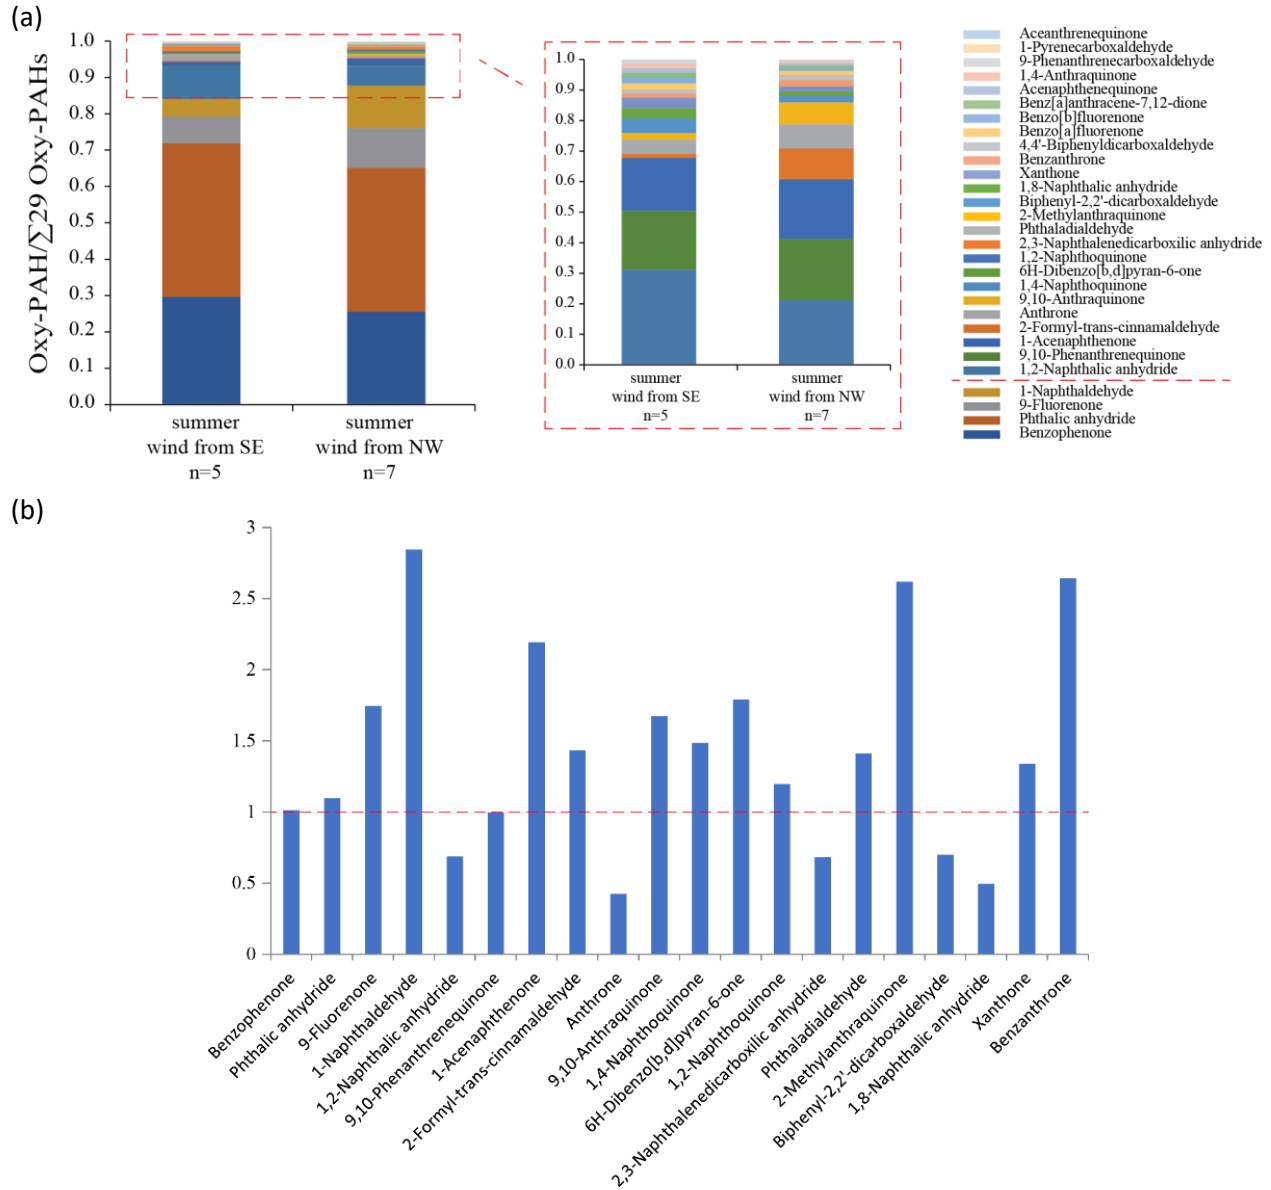 (a)
Oxy-PAH/∑29 Oxy-PAHs
1.0
0.9
0.8
0.7
0.6
0.5
0.4
0.3
0.2
0.1
0.0
summer
wind from SE
n=5
summer
wind from NW
n=7
1.0
0.9
0.8
0.7
0.6
0.5
0.4
0.3
0.2
0.1
0.0
summer
wind from SE
n=5
summer
wind from NW
n=7
Aceanthrenequinone
1-Pyrenecarboxaldehyde
9-Phenanthrenecarboxaldehyde
1,4-Anthraquinone
Acenaphthenequinone
Benz[a]anthracene-7,12-dione
Benzo[b]fluorenone
Benzo[a]fluorenone
4,4'-Biphenyldicarboxaldehyde
Benzanthrone
Xanthone
1,8-Naphthalic anhydride
Biphenyl-2,2'-dicarboxaldehyde
2-Methylanthraquinone
Phthaladialdehyde
2,3-Naphthalenedicarboxilic anhydride
1,2-Naphthoquinone
6H-Dibenzo[b,d]pyran-6-one
1,4-Naphthoquinone
9,10-Anthraquinone
Anthrone
2-Formyl-trans-cinnamaldehyde
1-Acenaphthenone
9,10-Phenanthrenequinone
1,2-Naphthalic anhydride
1-Naphthaldehyde
9-Fluorenone
Phthalic anhydride
Benzophenone
(b)
3
2.5
2
1.5
1
0.5
0
Benzophenone
Phthalic anhydride
9-Fluorenone
1-Naphthaldehyde
1,2-Naphthalic anhydride
9,10-Phenanthrenequinone
1-Acenaphthenone
2-Formyl-trans-cinnamaldehyde
Anthrone
9,10-Anthraquinone
1,4-Naphthoquinone
6H-Dibenzo[b,d]pyran-6-one
1,2-Naphthoquinone
2,3-Naphthalenedicarboxilic anhydride
Phthaladialdehyde
2-Methylanthraquinone
Biphenyl-2,2'-dicarboxaldehyde
1,8-Naphthalic anhydride
Xanthone
Benzanthrone